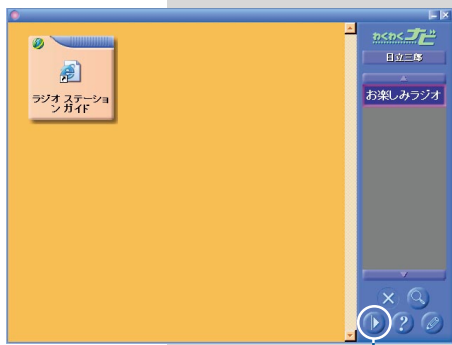 ラジオ ステーショ
ン ガイド
わくわくナビ
日立三郎
お楽しみラジオ
?